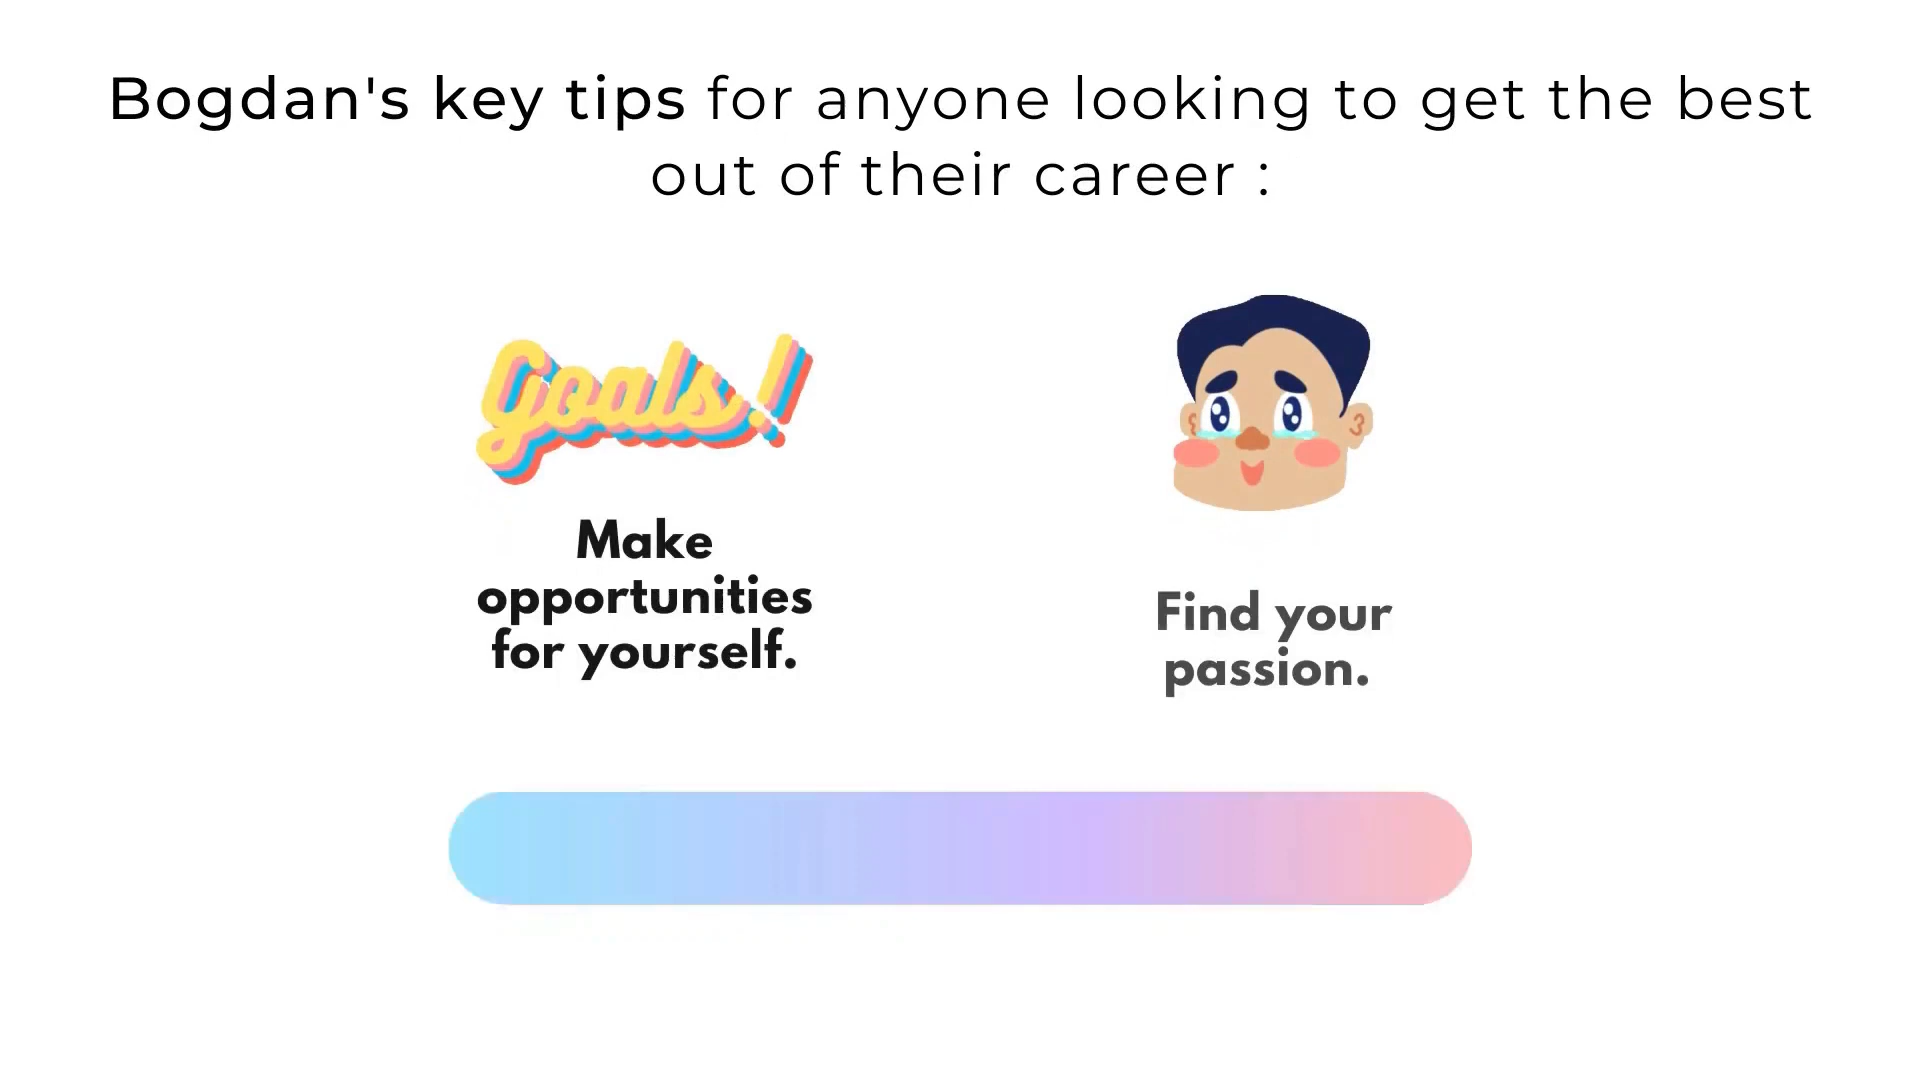 Bogdan's key tips for anyone looking to get the best
out of their career :
Goals!
Make
opportunities
for yourself.
Find your
passion.